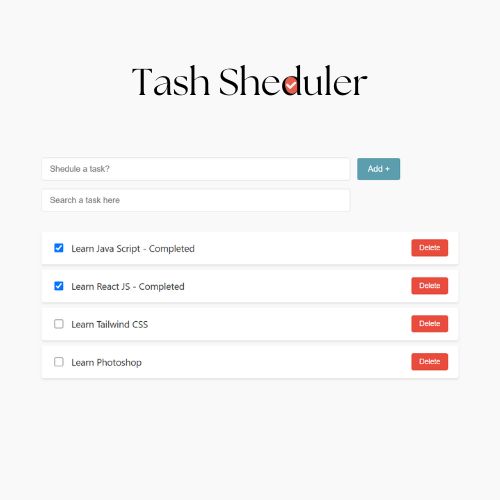 Tash Sheduler
Shedule a task?
Add +
Search a task here
Learn Java Script - Completed
Delete
Learn React JS - Completed
Delete
Learn Tailwind CSS
Delete
Learn Photoshop
Delete